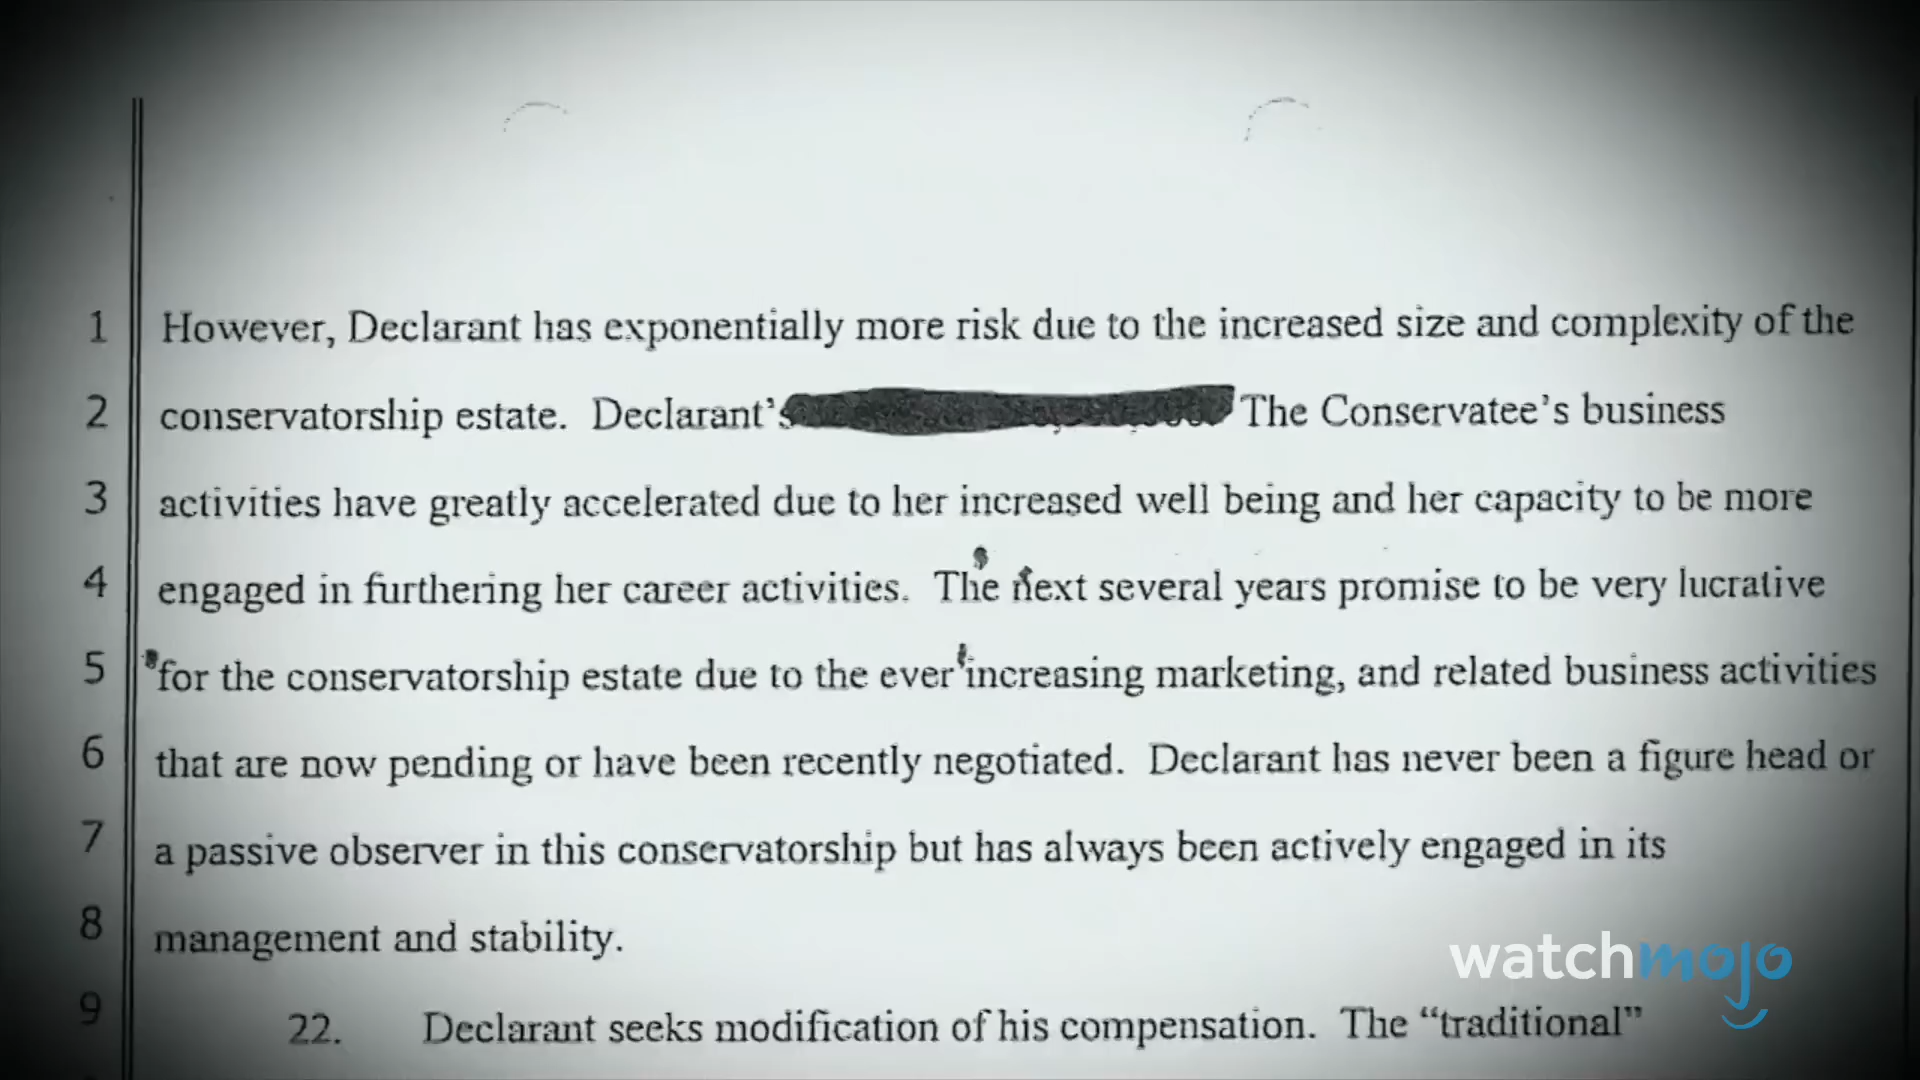 1 However, Declarant has exponentially more risk due to the increased size and complexity of the
2 conservatorship estate. Declarant's The Conservatee's business
3 activities have greatly accelerated due to her increased well being and her capacity to be more
4 engaged in furthering her career activities. The next several years promise to be very lucrative
5 for the conservatorship estate due to the ever increasing marketing, and related business activities
6 that are now pending or have been recently negotiated. Declarant has never been a figure head or
7 a passive observer in this conservatorship but has always been actively engaged in its
8 management and stability.
9 22. Declarant seeks modification of his compensation. The “traditional”
watchmojo